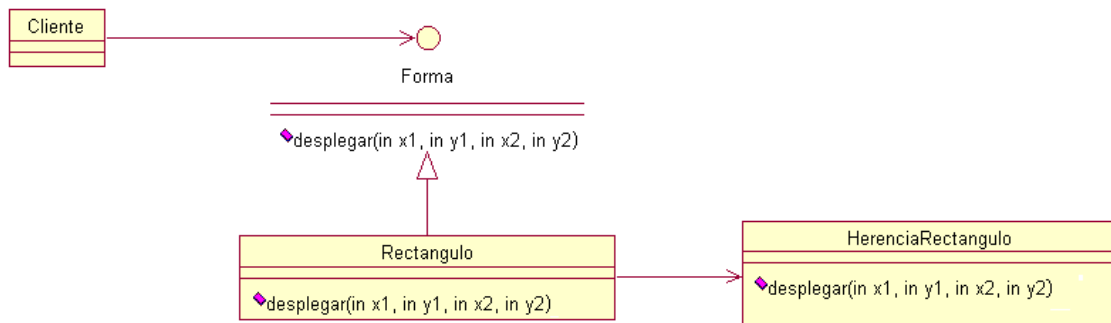 Cliente
Forma
desplegar(in x1, in y1, in x2, in y2)
Rectangulo
desplegar(in x1, in y1, in x2, in y2)
HerenciaRectangulo
desplegar(in x1, in y1, in x2, in y2)